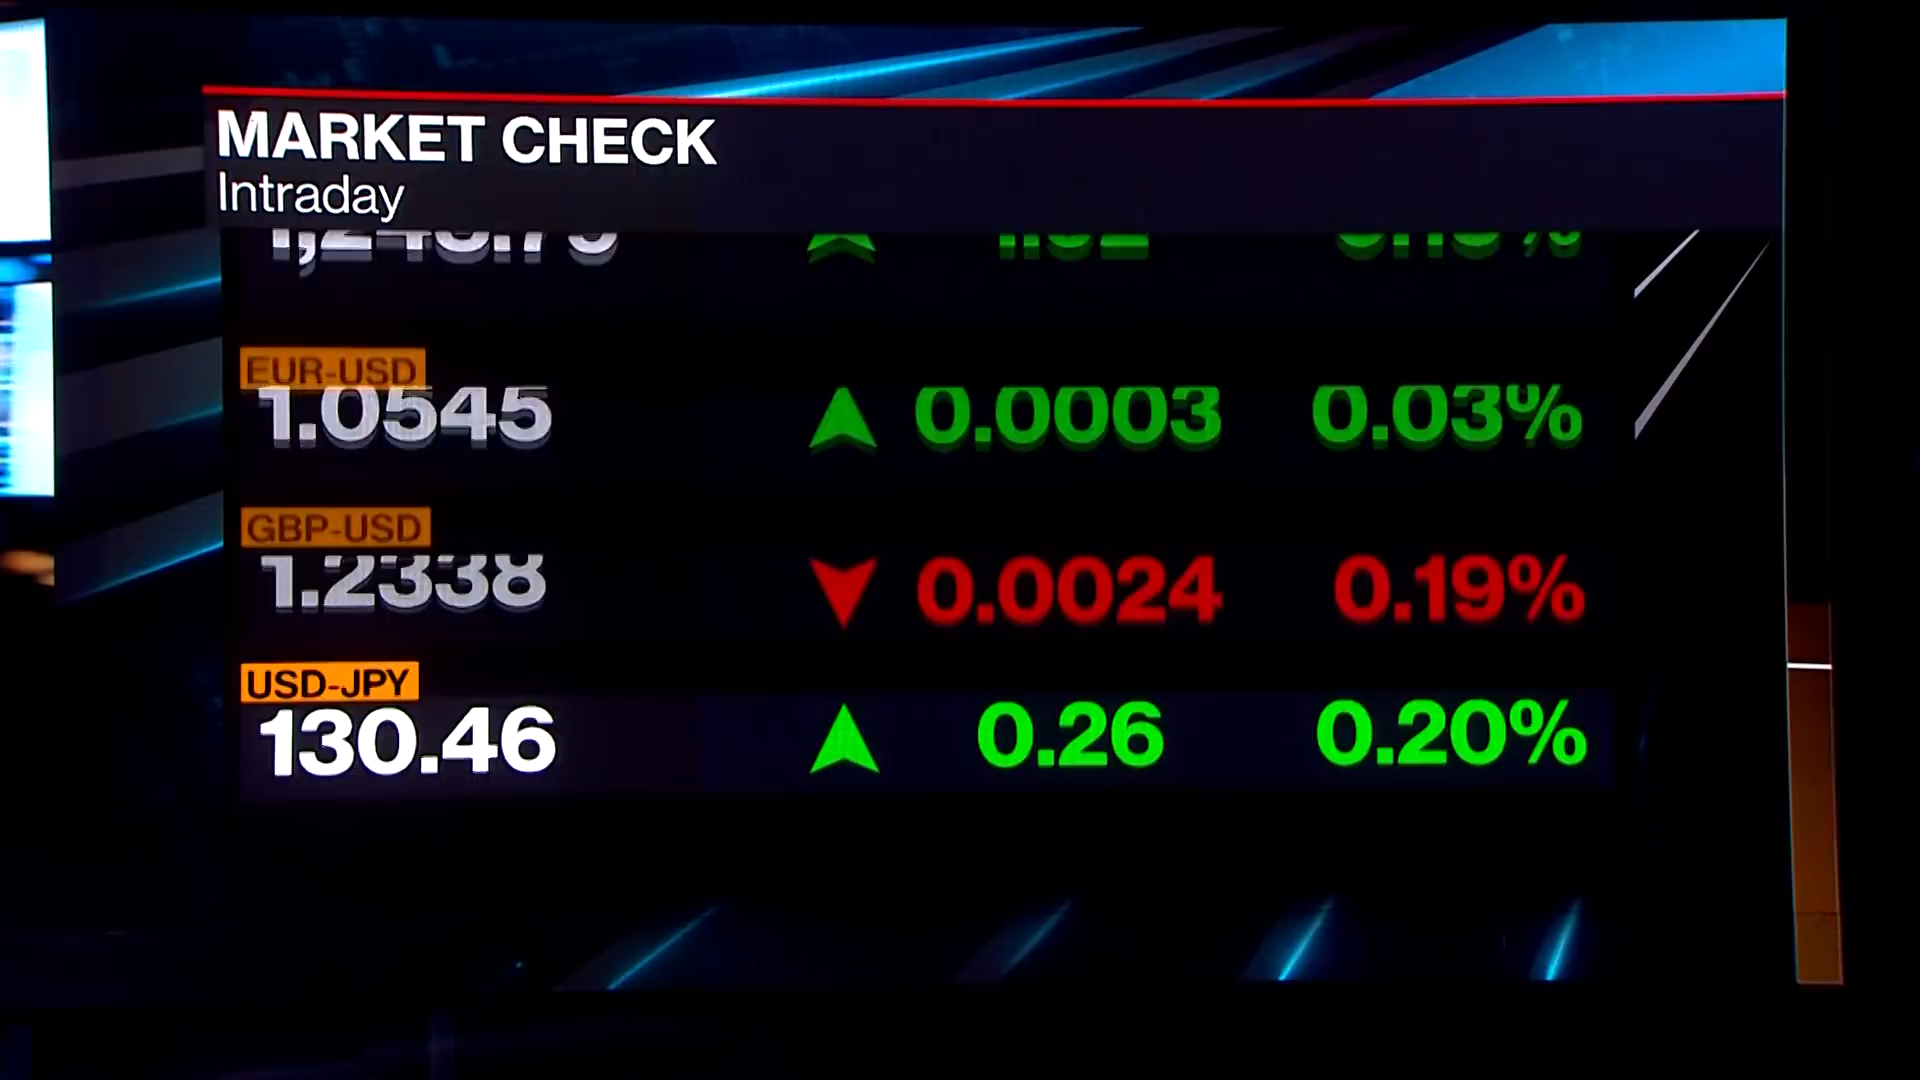 MARKET CHECK
Intraday
EUR-USD
1.0545 0.0003 0.03%
GBP-USD
1.2338 0.0024 0.19%
USD-JPY
130.46 0.26 0.20%